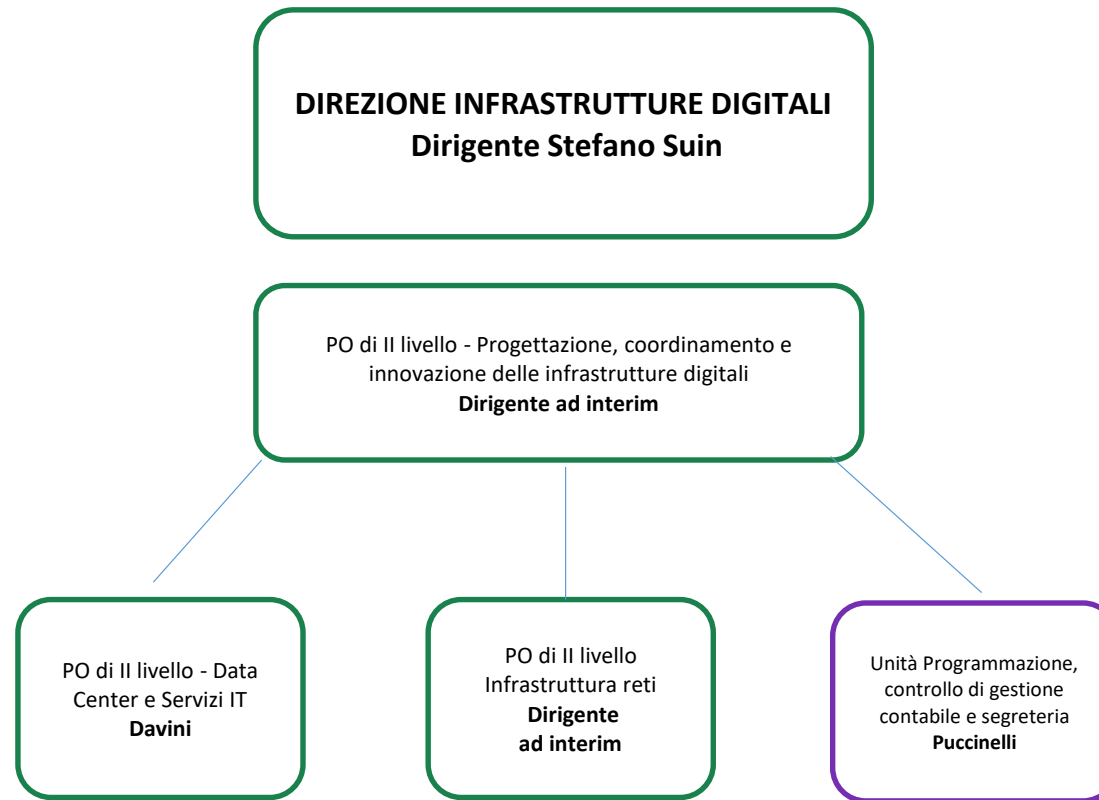 DIREZIONE INFRASTRUTTURE DIGITALI
Dirigente Stefano Suin
PO di II livello - Progettazione, coordinamento e
innovazione delle infrastrutture digitali
Dirigente ad interim
PO di II livello - Data
Center e Servizi IT
Davini
PO di II livello
Infrastruttura reti
Dirigente
ad interim
Unità Programmazione,
controllo di gestione
contabile e segreteria
Puccinelli